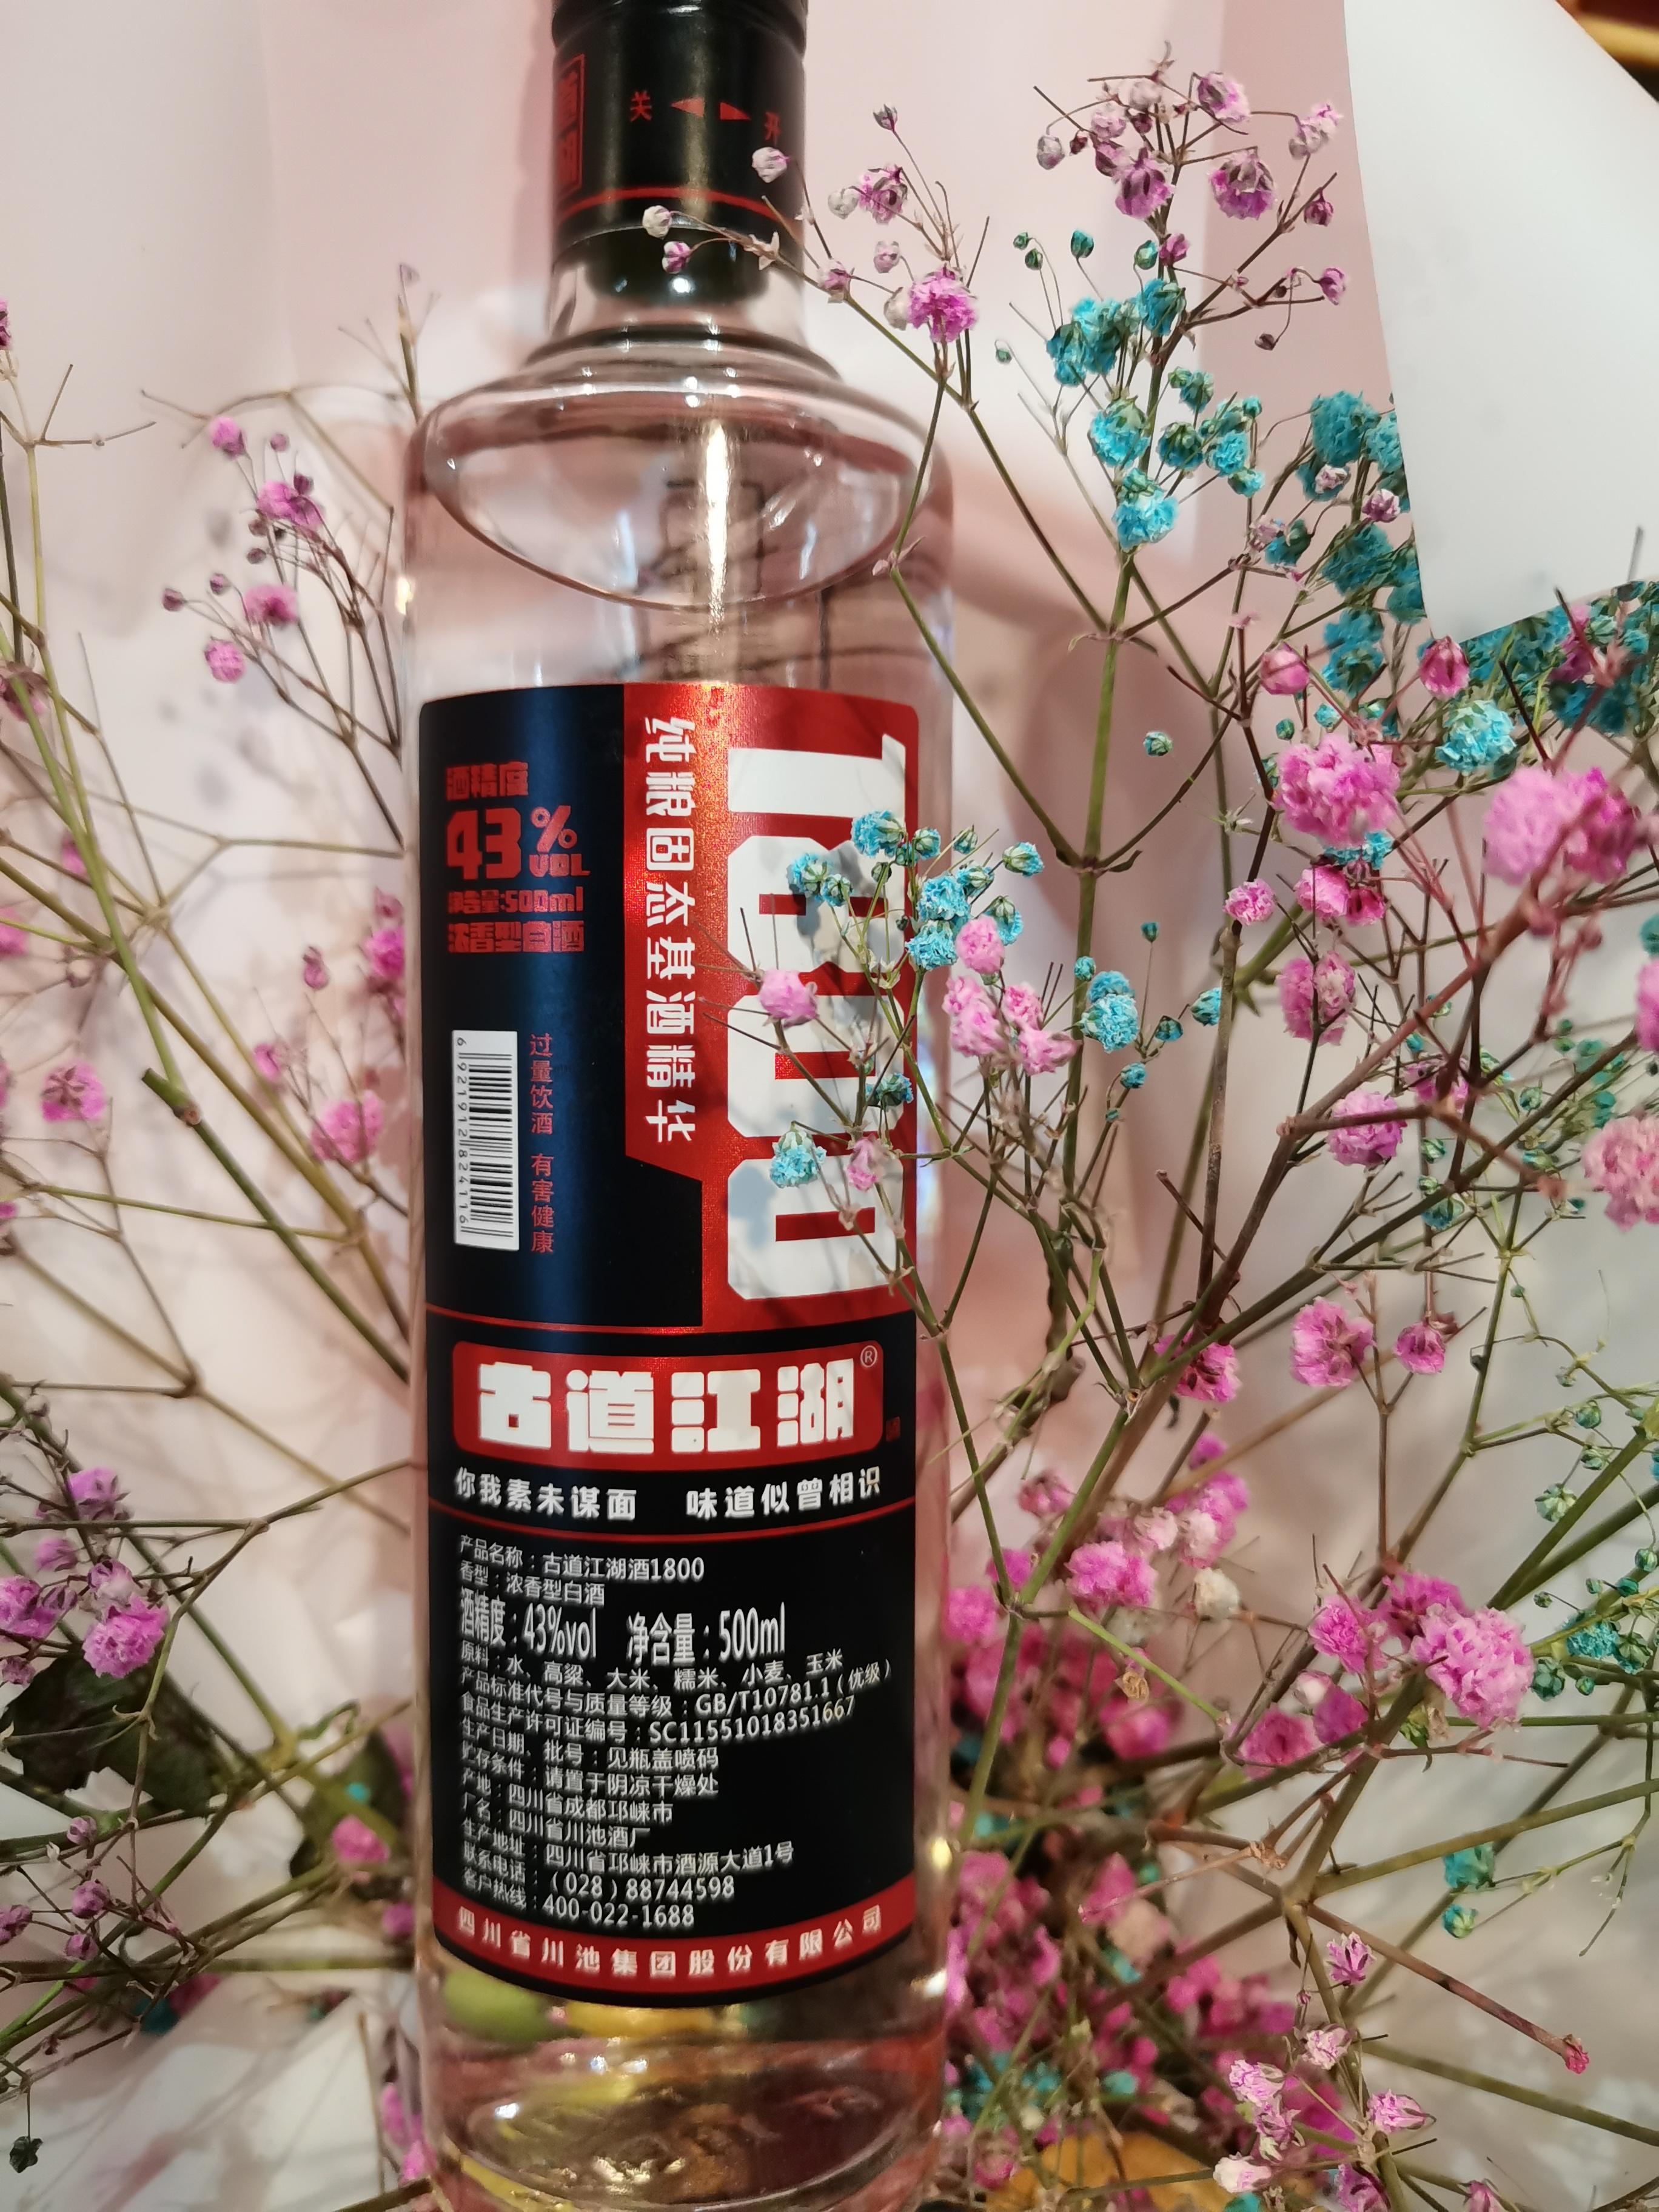 关 开
酒精度
43%
VOL
净含量:500ml
浓香型白酒
纯粮固态基酒精华
1800
过量饮酒 有害健康
6921912824116
古道江湖®
你我素未谋面 味道似曾相识
产品名称：古道江湖酒1800
香型：浓香型白酒
酒精度：43%vol 净含量：500ml
原料：水、高粱、大米、糯米、小麦、玉米
产品标准代号与质量等级：GB/T10781.1（优级）
食品生产许可证编号：SC11551018351667
生产日期、批号：见瓶盖喷码
贮存条件：请置于阴凉干燥处
产地：四川省成都邛崃市
厂名：四川省川池酒厂
生产地址：四川省邛崃市酒源大道1号
联系电话：（028）88744598
客户热线：400-022-1688
四川省川池集团股份有限公司